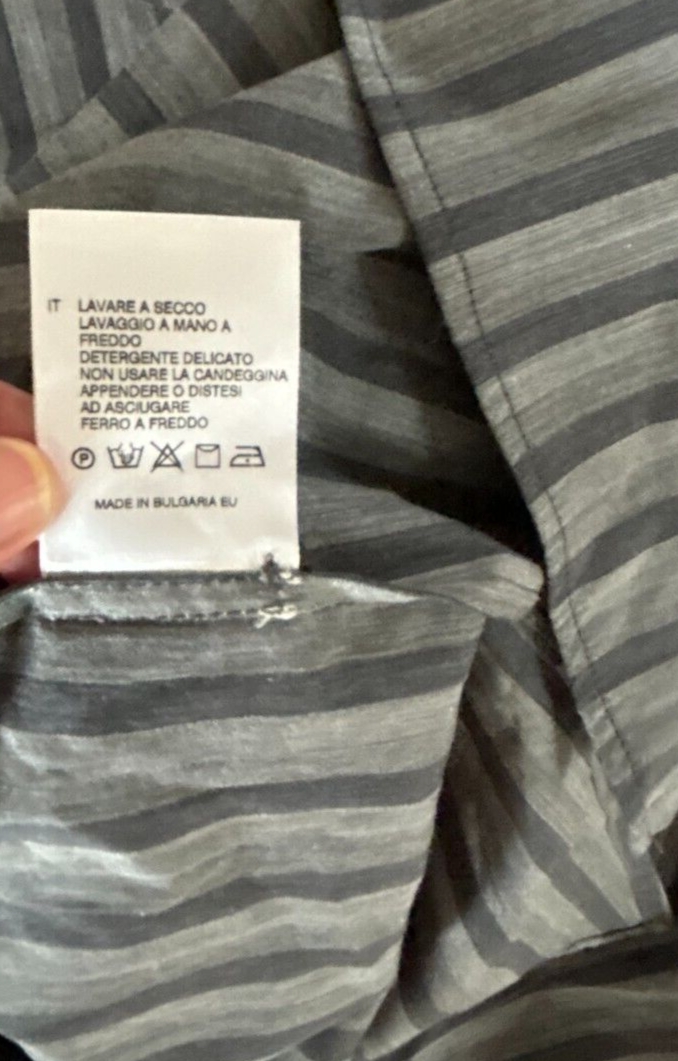 IT LAVARE A SECCO
LAVAGGIO A MANO A
FREDDO
DETERGENTE DELICATO
NON USARE LA CANDEGGINA
APPENDERE O DISTESI
AD ASCIUGARE
FERRO A FREDDO
P
MADE IN BULGARIA EU